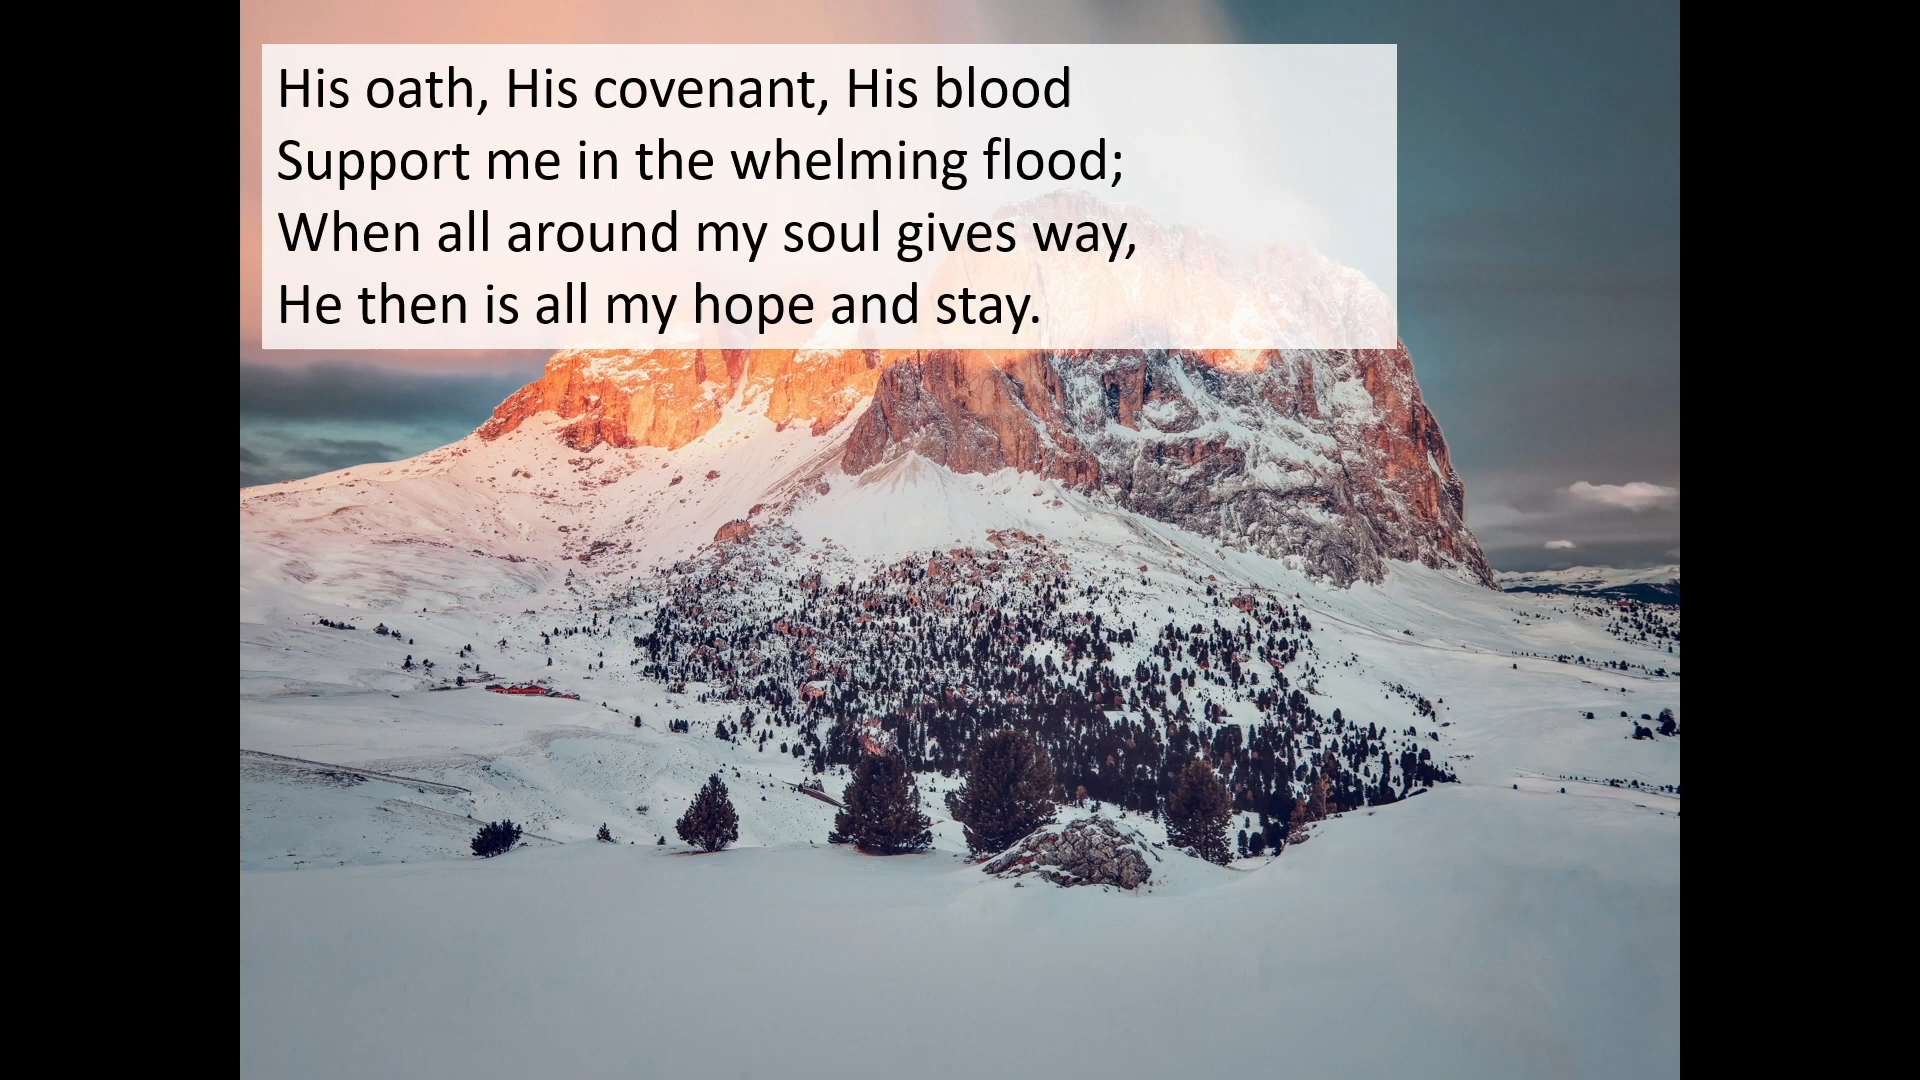 His oath, His covenant, His blood
Support me in the whelming flood;
When all around my soul gives way,
He then is all my hope and stay.